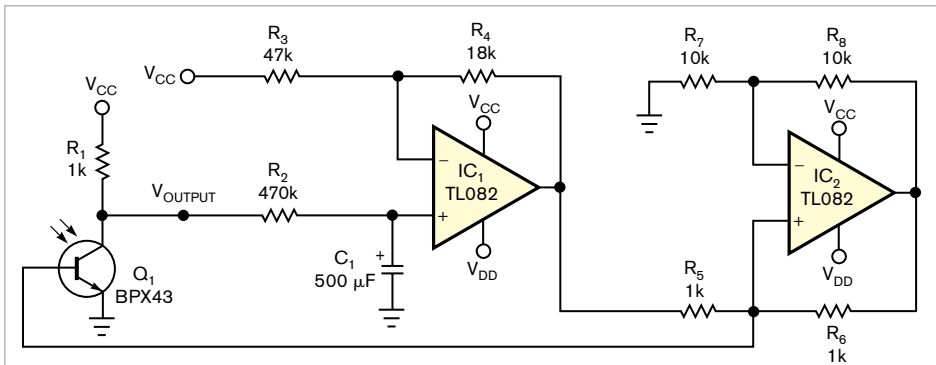 R3
47k
R4
18k
VCC
VCC
R1
1k
VOUTPUT
R2
470k
VCC
−
IC1
TL082
+
VDD
C1
+
500 µF
Q1
BPX43
R7
10k
R8
10k
VCC
−
IC2
TL082
+
VDD
R5
1k
R6
1k